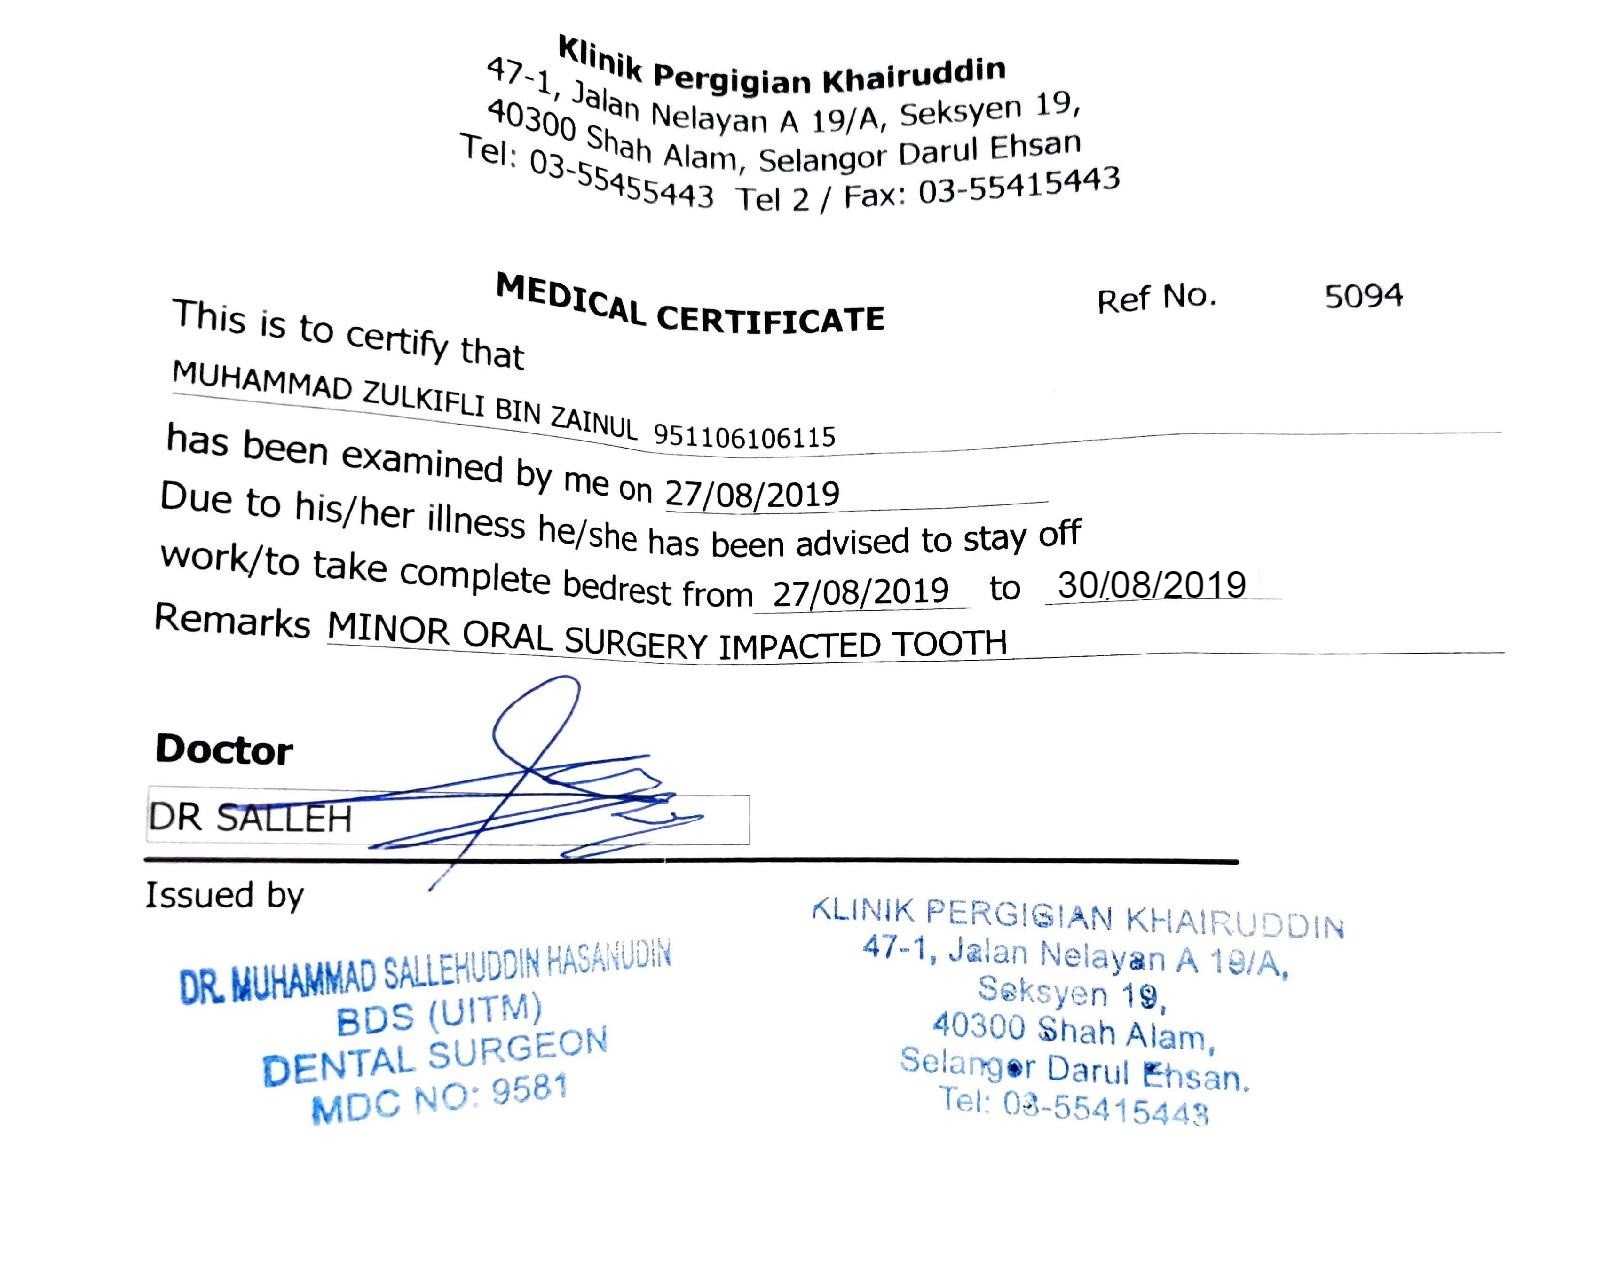 Klinik Pergigian Khairuddin
47-1, Jalan Nelayan A 19/A, Seksyen 19,
40300 Shah Alam, Selangor Darul Ehsan
Tel: 03-55455443 Tel 2 / Fax: 03-55415443
MEDICAL CERTIFICATE Ref No. 5094
This is to certify that
MUHAMMAD ZULKIFLI BIN ZAINUL 951106106115
has been examined by me on 27/08/2019
Due to his/her illness he/she has been advised to stay off
work/to take complete bedrest from 27/08/2019 to 30/08/2019
Remarks MINOR ORAL SURGERY IMPACTED TOOTH
Doctor
DR SALLEH
Issued by
DR. MUHAMMAD SALLEHUDDIN HASANUDIN
BDS (UITM)
DENTAL SURGEON
MDC NO: 9581
KLINIK PERGIGIAN KHAIRUDDIN
47-1, Jalan Nelayan A 19/A,
Seksyen 19,
40300 Shah Alam,
Selangor Darul Ehsan.
Tel: 03-55415443